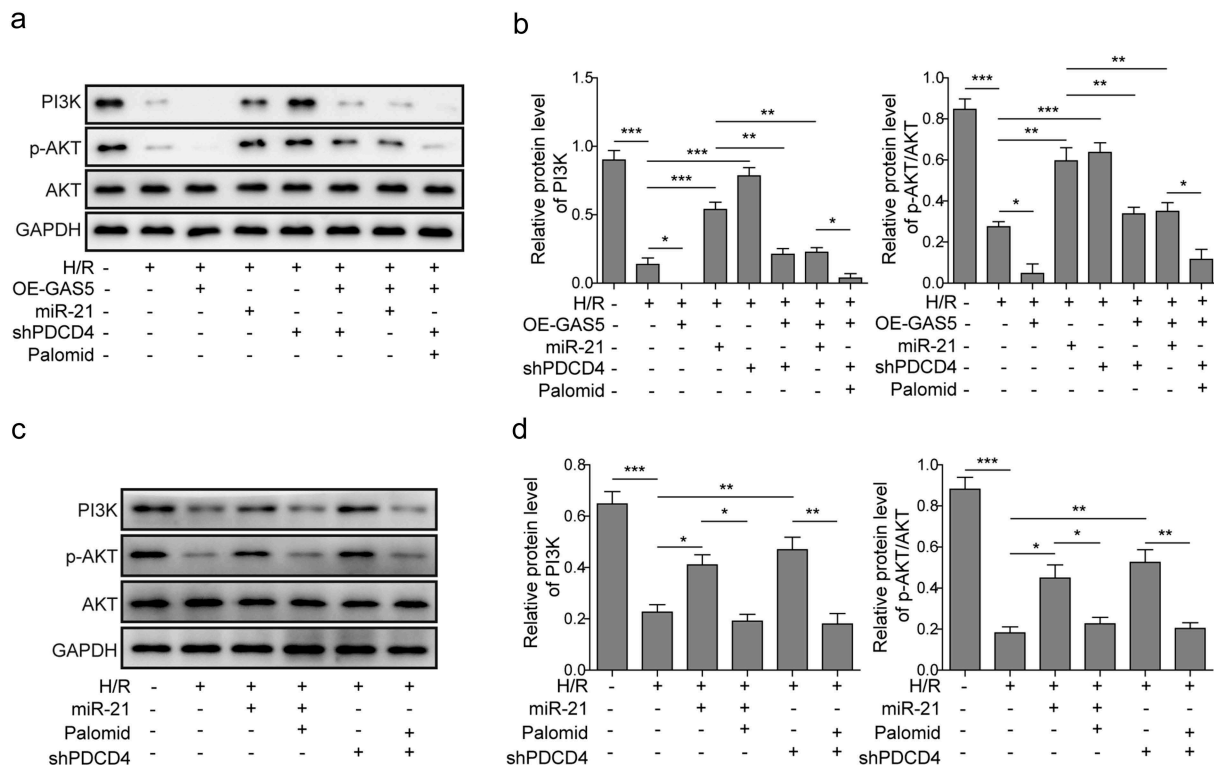 a
PI3K
p-AKT
AKT
GAPDH
H/R - + + + + + + +
OE-GAS5 - - + - - + + +
miR-21 - - - + - - + -
shPDCD4 - - - - + + - +
Palomid - - - - - - - +
b
Relative protein level
of PI3K
1.5
1.0
0.5
0.0
*** * *** *** ** ** *
H/R - + + + + + + +
OE-GAS5 - - + - - + + +
miR-21 - - - + - - + -
shPDCD4 - - - - + + - +
Palomid - - - - - - - +
Relative protein level
of p-AKT/AKT
1.0
0.8
0.6
0.4
0.2
0.0
*** * ** *** ** ** *
H/R - + + + + + + +
OE-GAS5 - - + - - + + +
miR-21 - - - + - - + -
shPDCD4 - - - - + + - +
Palomid - - - - - - - +
c
PI3K
p-AKT
AKT
GAPDH
H/R - + + + + +
miR-21 - - + + - -
Palomid - - - + - +
shPDCD4 - - - - + +
d
Relative protein level
of PI3K
0.8
0.6
0.4
0.2
0.0
*** * ** * **
H/R - + + + + +
miR-21 - - + + - -
Palomid - - - + - +
shPDCD4 - - - - + +
Relative protein level
of p-AKT/AKT
1.0
0.8
0.6
0.4
0.2
0.0
*** * ** * **
H/R - + + + + +
miR-21 - - + + - -
Palomid - - - + - +
shPDCD4 - - - - + +